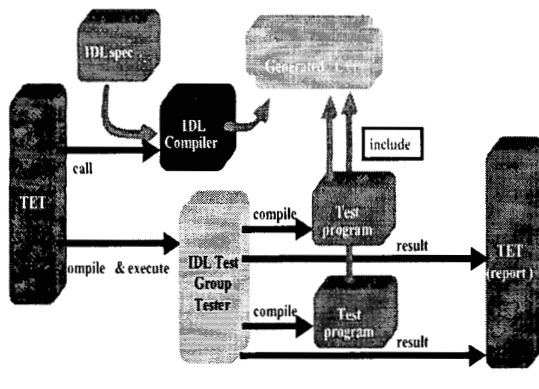 IDL spec
Generated C++
IDL
Compiler
include
call
TET
compile
Test
program
result
ompile & execute
IDL Test
Group
Tester
TET
(report)
compile
Test
program
result